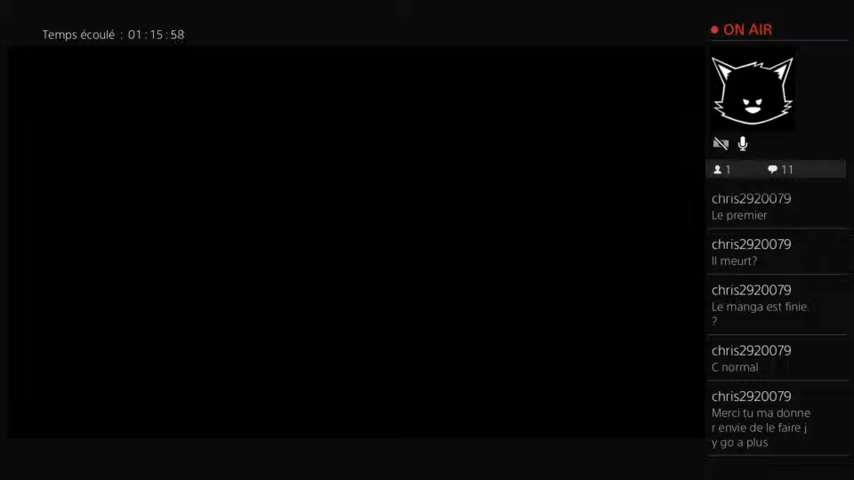 Temps écoulé : 01:15:58
ON AIR
1 11
chris2920079
Le premier
chris2920079
Il meurt?
chris2920079
Le manga est finie
?
chris2920079
C normal
chris2920079
Merci tu ma donne
r envie de le faire j
y go a plus